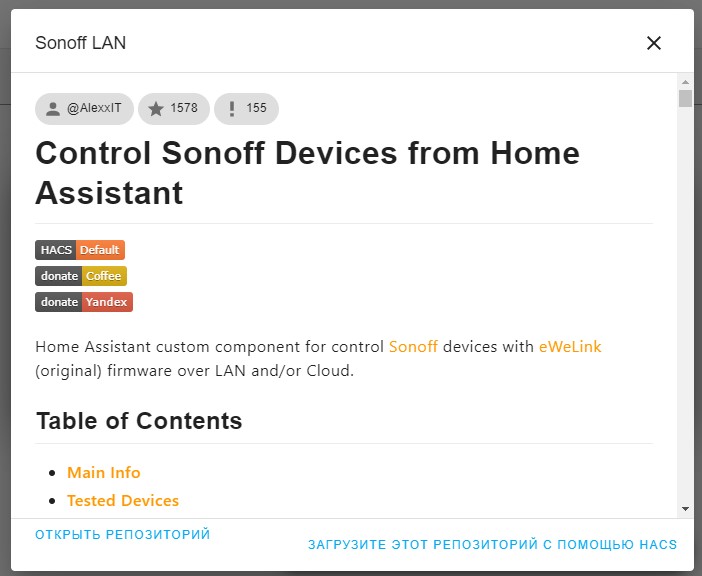 Sonoff LAN
@AlexxIT 1578 155
Control Sonoff Devices from Home
Assistant
HACS Default
donate Coffee
donate Yandex
Home Assistant custom component for control Sonoff devices with eWeLink
(original) firmware over LAN and/or Cloud.
Table of Contents
Main Info
Tested Devices
ОТКРЫТЬ РЕПОЗИТОРИЙ
ЗАГРУЗИТЕ ЭТОТ РЕПОЗИТОРИЙ С ПОМОЩЬЮ HACS